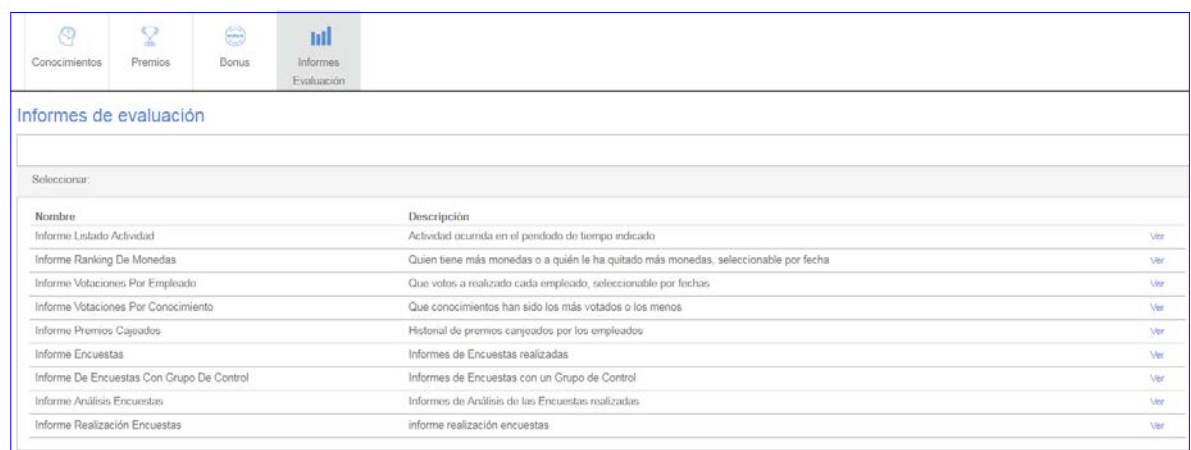 Conocimientos Premios Bonus Informes
Evaluación
Informes de evaluación
Seleccionar:
Nombre Descripción
Informe Listado Actividad Actividad ocurrida en el periodo de tiempo indicado Ver
Informe Ranking De Monedas Quien tiene más monedas o a quién le ha quitado más monedas, seleccionable por fecha Ver
Informe Votaciones Por Empleado Que votos a realizado cada empleado, seleccionable por fechas Ver
Informe Votaciones Por Conocimiento Que conocimientos han sido los más votados o los menos Ver
Informe Premios Cajeados Historial de premios canjeados por los empleados Ver
Informe Encuestas Informes de Encuestas realizadas Ver
Informe De Encuestas Con Grupo De Control Informes de Encuestas con un Grupo de Control Ver
Informe Análisis Encuestas Informes de Análisis de las Encuestas realizadas Ver
Informe Realización Encuestas informe realización encuestas Ver